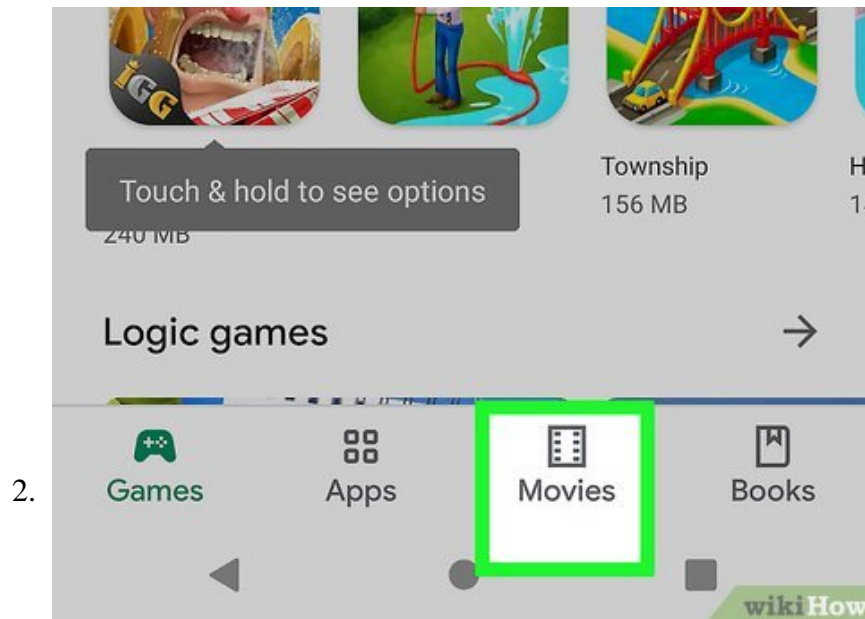 IGG
Touch & hold to see options
240 MB
Township
156 MB
H
1
Logic games
2.
Games
Apps
Movies
Books
wikiHow